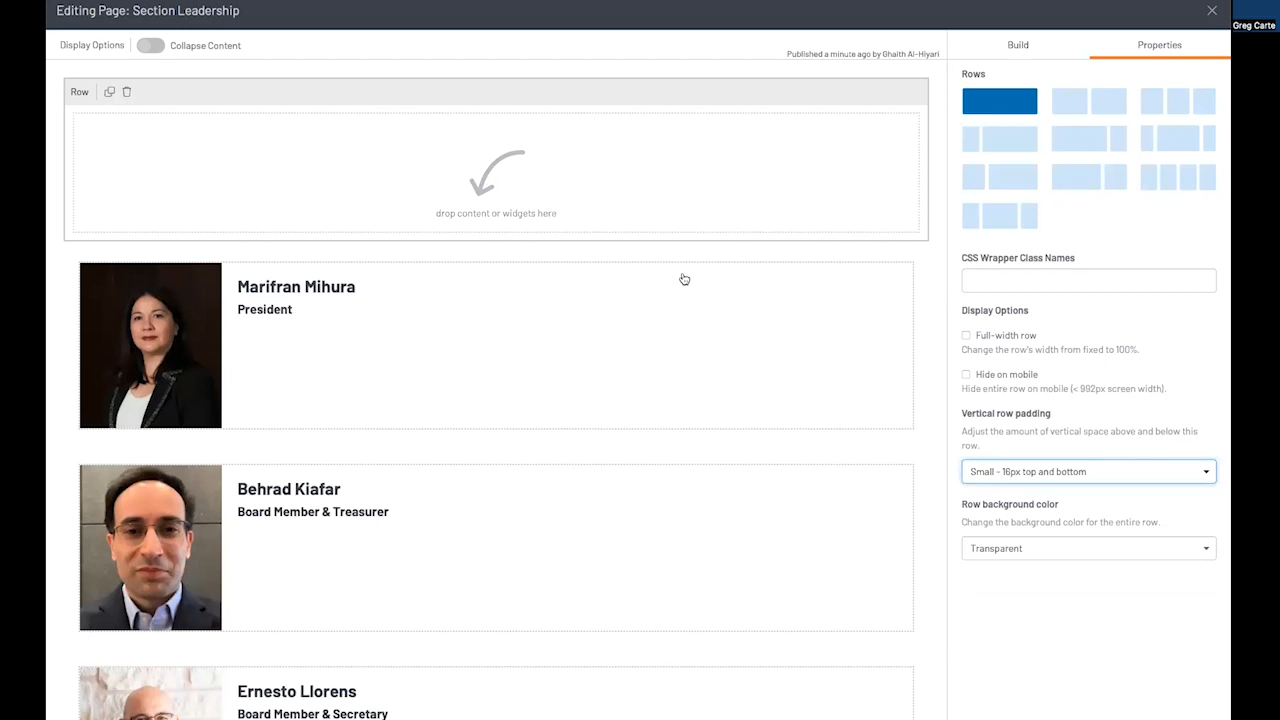 Editing Page: Section Leadership
Greg Carte
Display Options
Collapse Content
Published a minute ago by Ghaith Al-Hiyari
Build
Properties
Row
drop content or widgets here
Marifran Mihura
President
Behrad Kiafar
Board Member & Treasurer
Ernesto Llorens
Board Member & Secretary
Rows
CSS Wrapper Class Names
Display Options
Full-width row
Change the row's width from fixed to 100%.
Hide on mobile
Hide entire row on mobile (< 992px screen width).
Vertical row padding
Adjust the amount of vertical space above and below this
row.
Small - 16px top and bottom
Row background color
Change the background color for the entire row.
Transparent